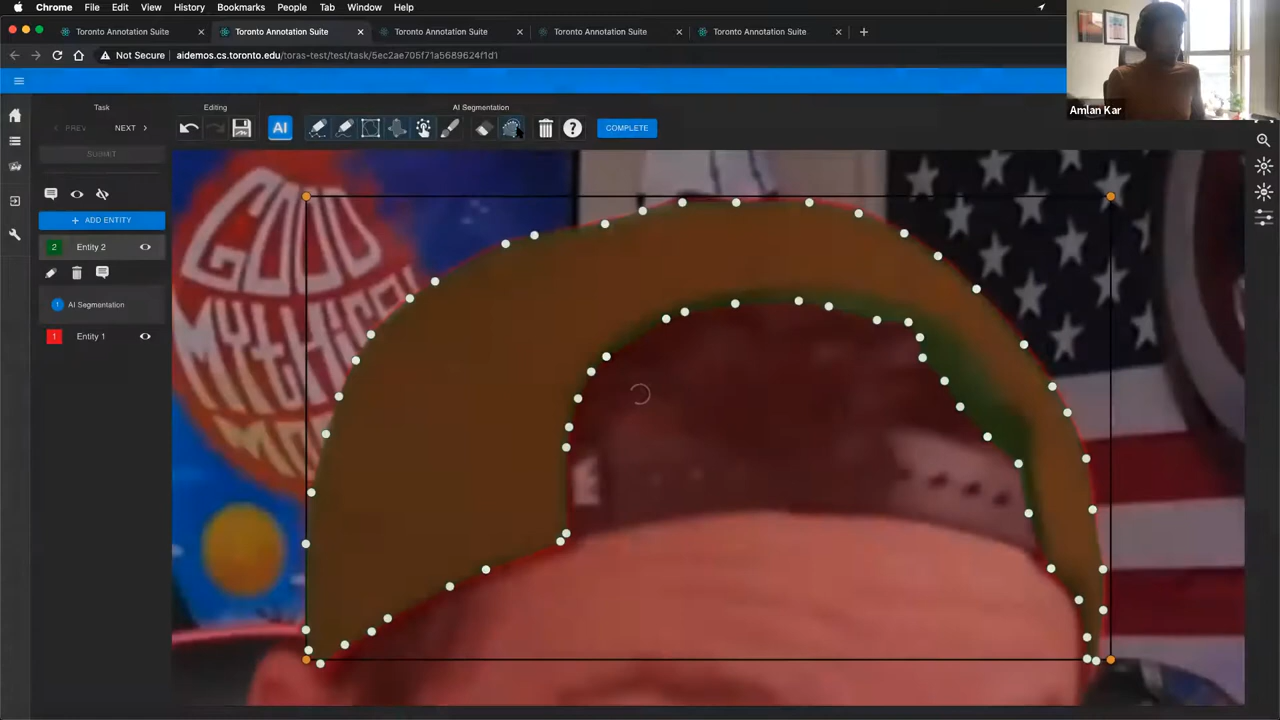 Chrome File Edit View History Bookmarks People Tab Window Help
Toronto Annotation Suite Toronto Annotation Suite Toronto Annotation Suite Toronto Annotation Suite Toronto Annotation Suite
Not Secure aidemos.cs.toronto.edu/toras-test/test/task/5ec2ae705f71a5689624f1d1
Amlan Kar
Task Editing AI Segmentation
PREV NEXT AI COMPLETE
SUBMIT
+ ADD ENTITY
2 Entity 2
1 AI Segmentation
1 Entity 1
GOOD
MYTHICAL